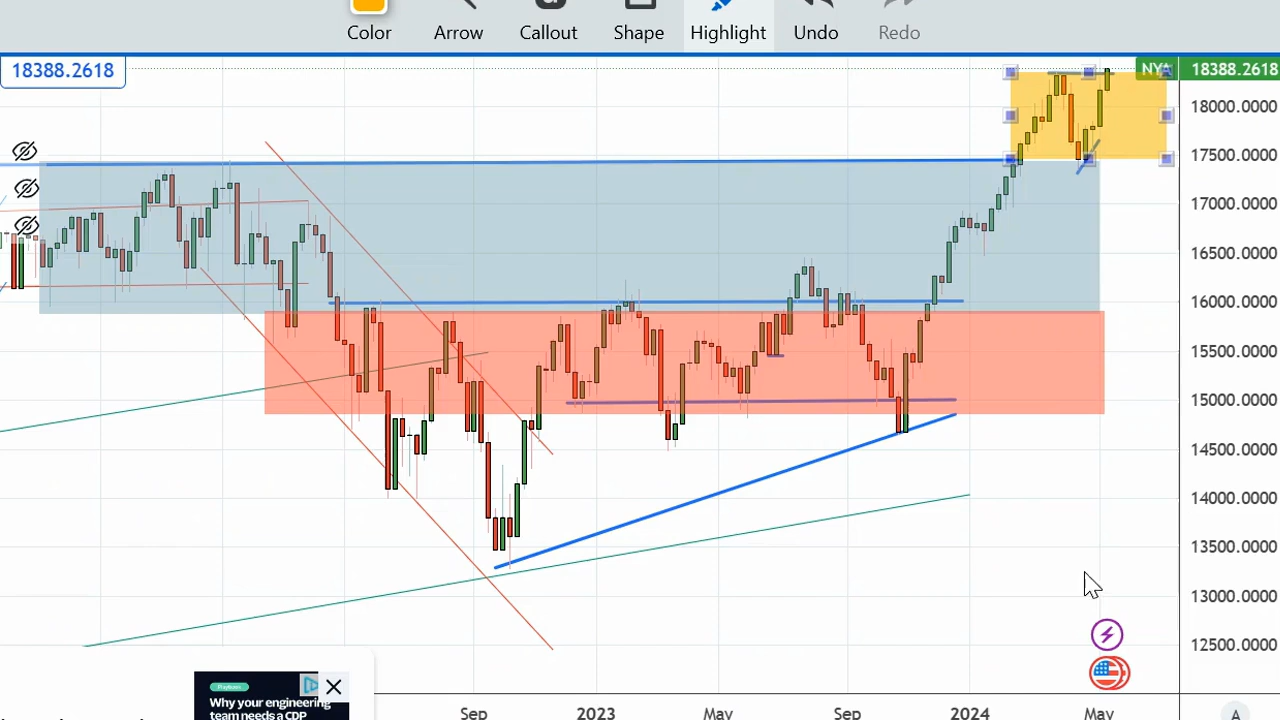 Color Arrow Callout Shape Highlight Undo Redo
18388.2618 NYA 18388.2618
18000.0000
17500.0000
17000.0000
16500.0000
16000.0000
15500.0000
15000.0000
14500.0000
14000.0000
13500.0000
13000.0000
12500.0000
Playbook
Why your engineering
team needs a CDP
Sep 2023 May Sep 2024 May A